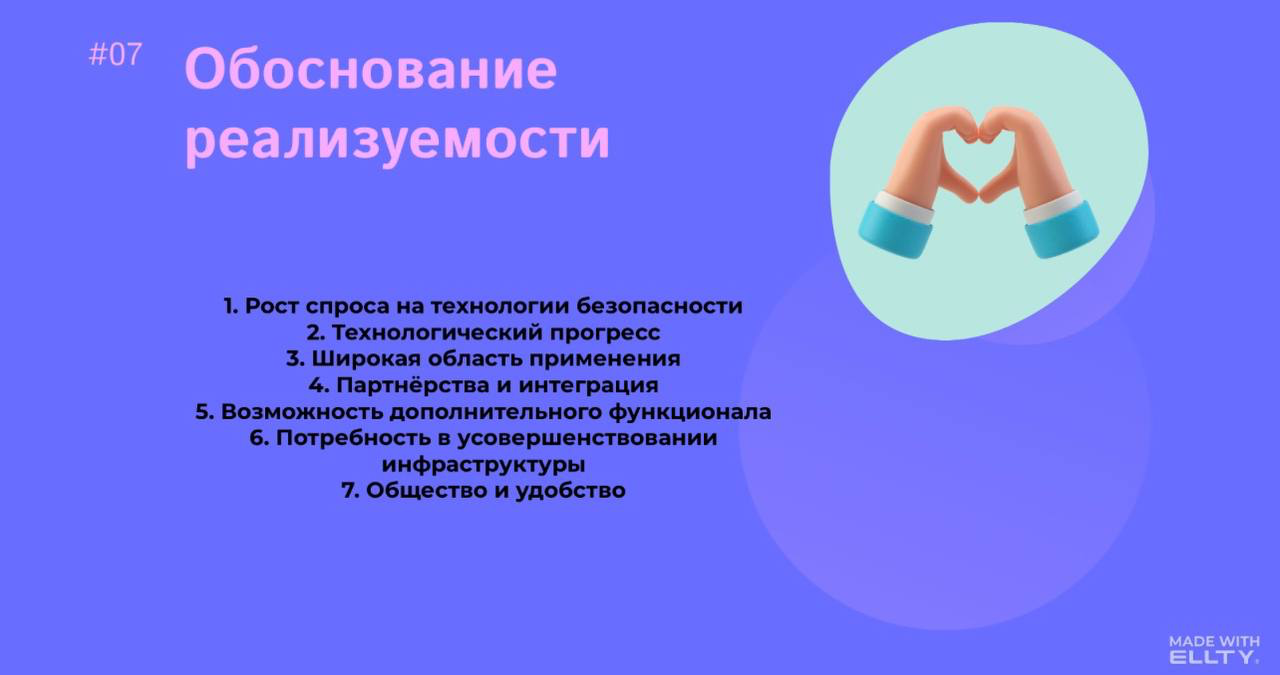 #07
Обоснование
реализуемости
1. Рост спроса на технологии безопасности
2. Технологический прогресс
3. Широкая область применения
4. Партнёрства и интеграция
5. Возможность дополнительного функционала
6. Потребность в усовершенствовании
инфраструктуры
7. Общество и удобство
MADE WITH
ELLTY